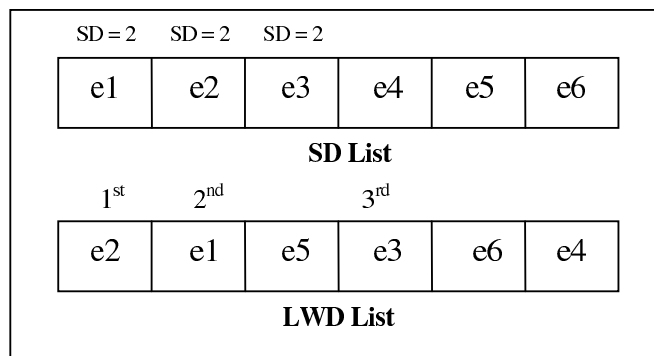 SD = 2 SD = 2 SD = 2
e1 e2 e3 e4 e5 e6
SD List
1st 2nd 3rd
e2 e1 e5 e3 e6 e4
LWD List